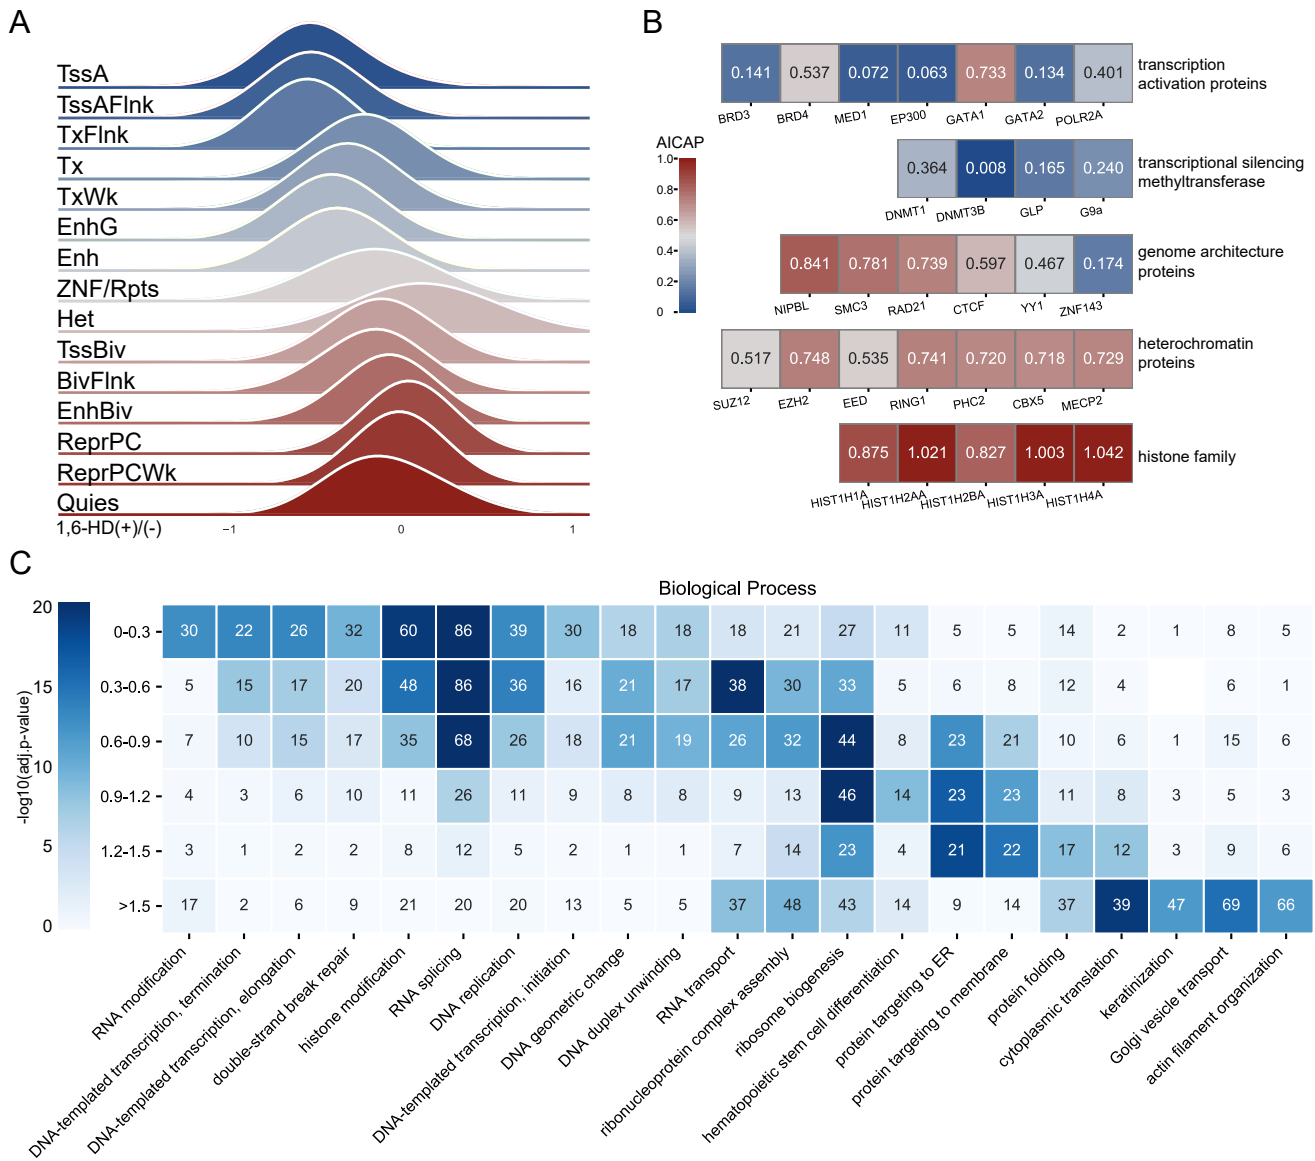 A
TssA
TssAFlnk
TxFlnk
Tx
TxWk
EnhG
Enh
ZNF/Rpts
Het
TssBiv
BivFlnk
EnhBiv
ReprPC
ReprPCWk
Quies
1,6-HD(+)/(-)
−1 0 1
B
AICAP
1.0
0.8
0.6
0.4
0.2
0
0.141 0.537 0.072 0.063 0.733 0.134 0.401
BRD3 BRD4 MED1 EP300 GATA1 GATA2 POLR2A
transcription
activation proteins
0.364 0.008 0.165 0.240
DNMT1 DNMT3B GLP G9a
transcriptional silencing
methyltransferase
0.841 0.781 0.739 0.597 0.467 0.174
NIPBL SMC3 RAD21 CTCF YY1 ZNF143
genome architecture
proteins
0.517 0.748 0.535 0.741 0.720 0.718 0.729
SUZ12 EZH2 EED RING1 PHC2 CBX5 MECP2
heterochromatin
proteins
0.875 1.021 0.827 1.003 1.042
HIST1H1A HIST1H2AA HIST1H2BA HIST1H3A HIST1H4A
histone family
C
Biological Process
-log10(adj.p-value)
20
15
10
5
0
0-0.3 30 22 26 32 60 86 39 30 18 18 18 21 27 11 5 5 14 2 1 8 5
0.3-0.6 5 15 17 20 48 86 36 16 21 17 38 30 33 5 6 8 12 4 6 1
0.6-0.9 7 10 15 17 35 68 26 18 21 19 26 32 44 8 23 21 10 6 1 15 6
0.9-1.2 4 3 6 10 11 26 11 9 8 8 9 13 46 14 23 23 11 8 3 5 3
1.2-1.5 3 1 2 2 8 12 5 2 1 1 7 14 23 4 21 22 17 12 3 9 6
>1.5 17 2 6 9 21 20 20 13 5 5 37 48 43 14 9 14 37 39 47 69 66
RNA modification
DNA-templated transcription, termination
DNA-templated transcription, elongation
double-strand break repair
histone modification
RNA splicing
DNA replication
DNA-templated transcription, initiation
DNA geometric change
DNA duplex unwinding
RNA transport
ribonucleoprotein complex assembly
ribosome biogenesis
hematopoietic stem cell differentiation
protein targeting to ER
protein targeting to membrane
protein folding
cytoplasmic translation
keratinization
Golgi vesicle transport
actin filament organization